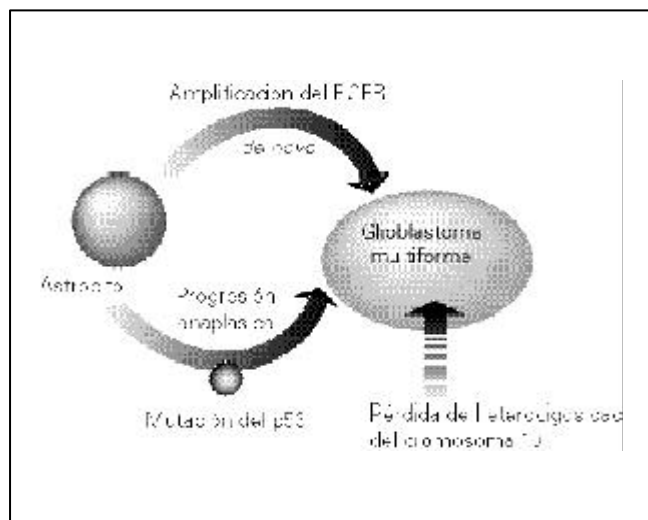 Amplificación del EGFR
de novo
Glioblastoma
multiforme
Astrocito
Progresión
anaplásica
Mutación del p53
Pérdida de heterocigosidad
del cromosoma 10